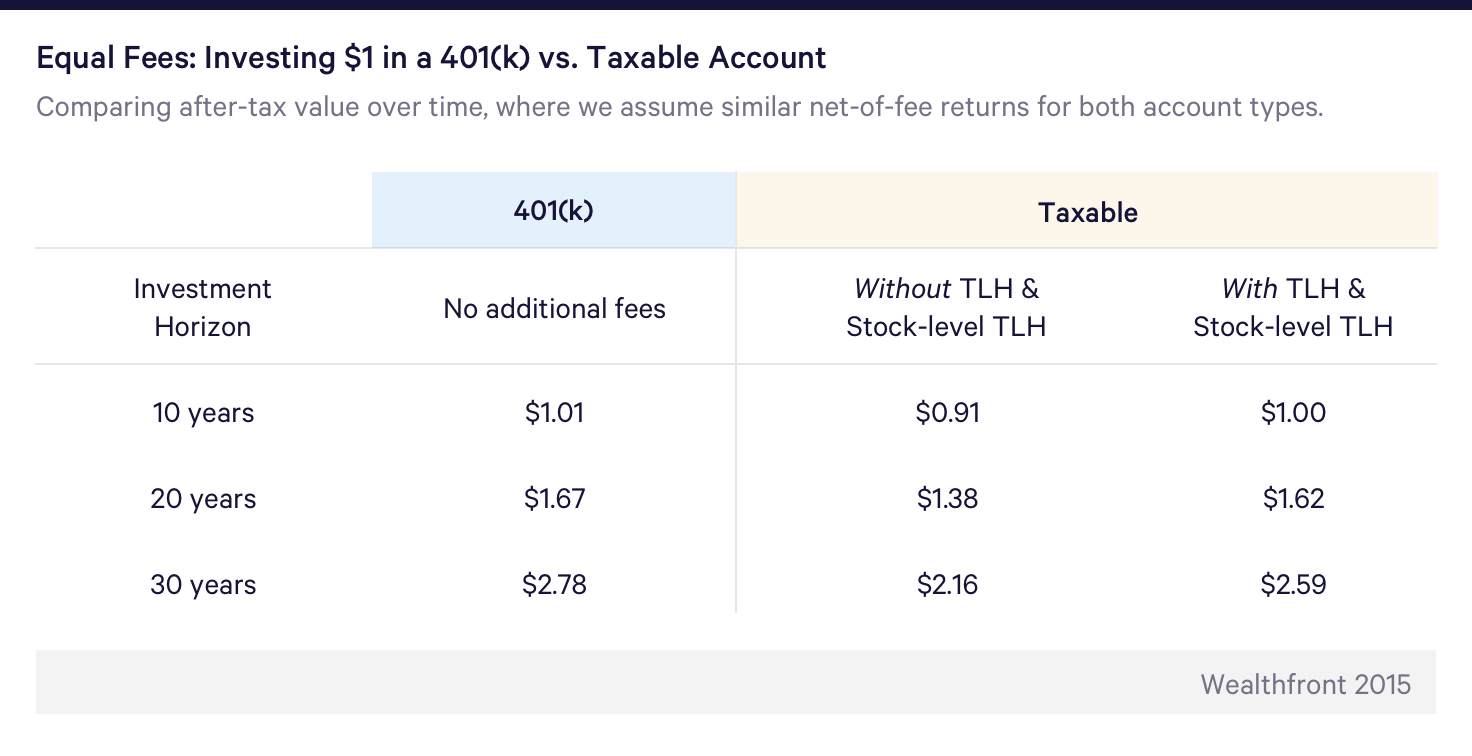 Equal Fees: Investing $1 in a 401(k) vs. Taxable Account
Comparing after-tax value over time, where we assume similar net-of-fee returns for both account types.
401(k) Taxable
Investment Horizon No additional fees Without TLH & Stock-level TLH With TLH & Stock-level TLH
10 years $1.01 $0.91 $1.00
20 years $1.67 $1.38 $1.62
30 years $2.78 $2.16 $2.59
Wealthfront 2015